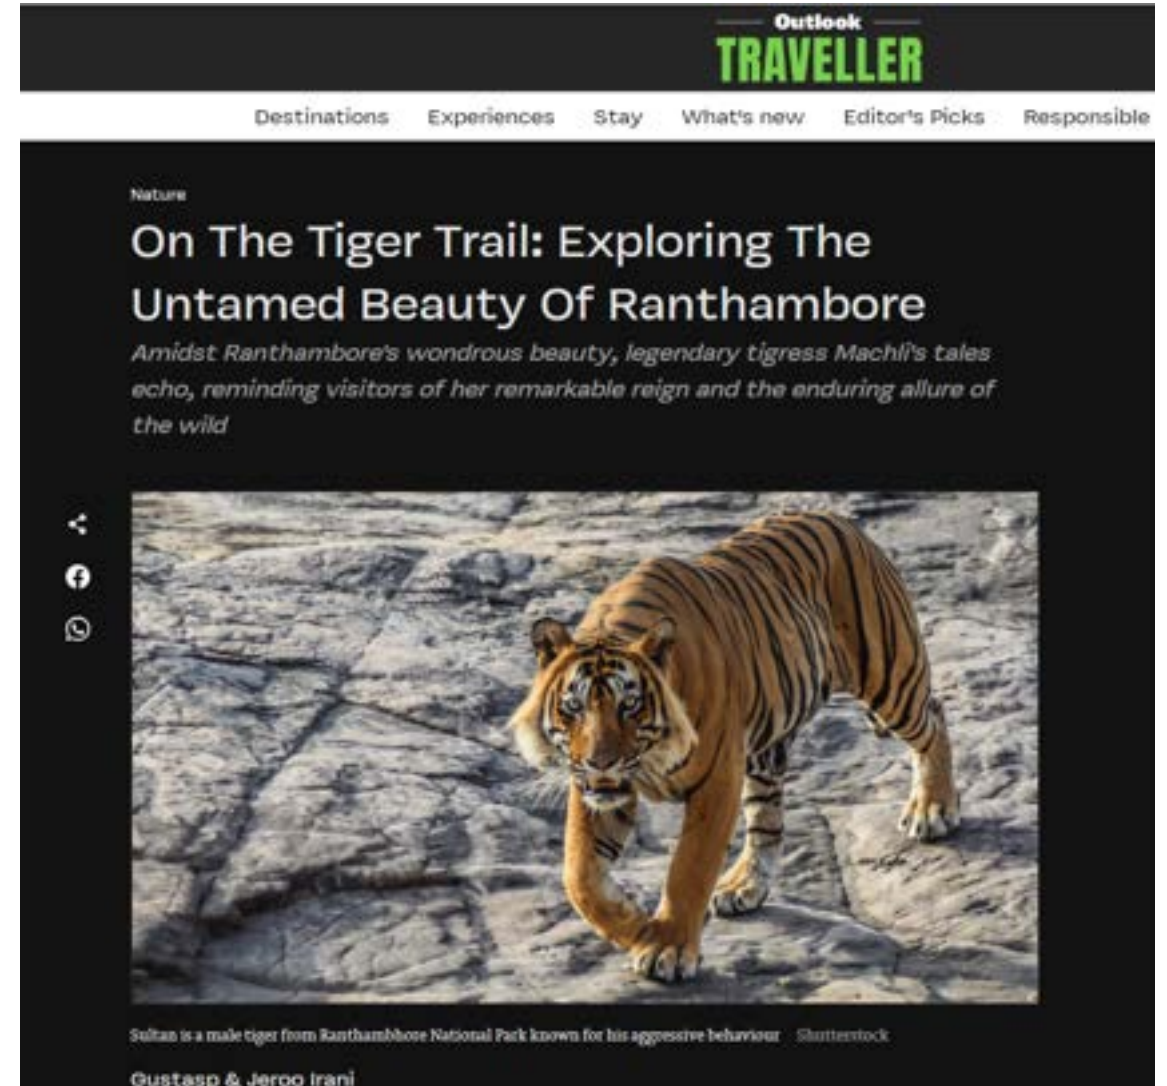 Outlook
TRAVELLER
Destinations Experiences Stay What's new Editor's Picks Responsible
Nature
On The Tiger Trail: Exploring The
Untamed Beauty Of Ranthambore
Amidst Ranthambore's wondrous beauty, legendary tigress Machli's tales
echo, reminding visitors of her remarkable reign and the enduring allure of
the wild
Sultan is a male tiger from Ranthambhore National Park known for his aggressive behaviour Shutterstock
Gustasp & Jeroo Irani